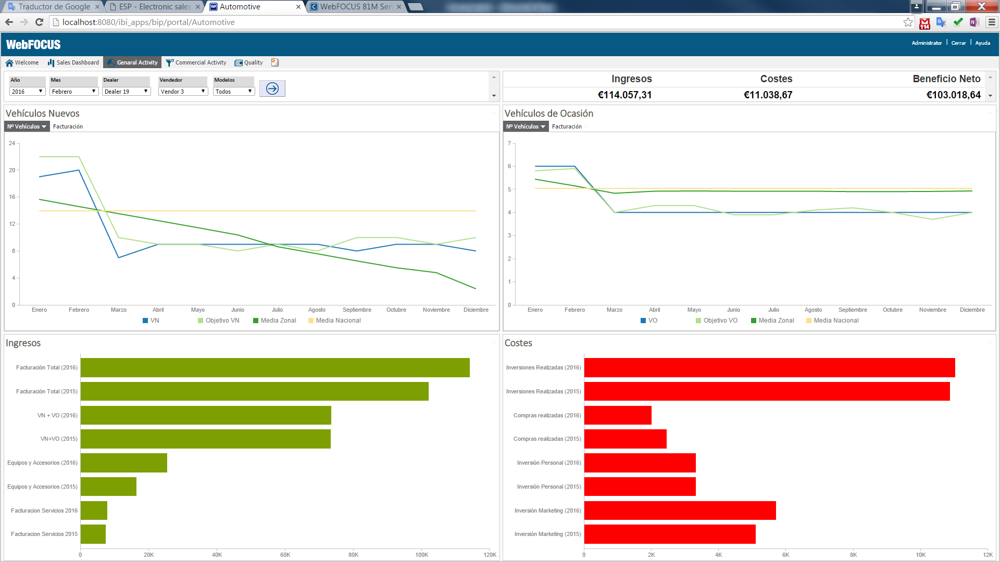 Traductor de Google
ESP - Electronic sales
Automotive
WebFOCUS 81M Ser
localhost:8080/ibi_apps/bip/portal/Automotive
114
WebFOCUS
Administrator | Cerrar | Ayuda
Welcome
Sales Dashboard
Genaral Activity
Commercial Activity
Quality
Año Mes Dealer Vendedor Modelos
2016 Febrero Dealer 19 Vendor 3 Todos
Ingresos Costes Beneficio Neto
€114.057,31 €11.038,67 €103.018,64
Vehículos Nuevos
Nº Vehículos Facturación
24
20
16
12
8
4
0
Enero Febrero Marzo Abril Mayo Junio Julio Agosto Septiembre Octubre Noviembre Diciembre
VN Objetivo VN Media Zonal Media Nacional
Vehículos de Ocasión
Nº Vehículos Facturación
7
6
5
4
3
2
1
0
Enero Febrero Marzo Abril Mayo Junio Julio Agosto Septiembre Octubre Noviembre Diciembre
VO Objetivo VO Media Zonal Media Nacional
Ingresos
Facturación Total (2016)
Facturación Total (2015)
VN + VO (2016)
VN+VO (2015)
Equipos y Accesorios (2016)
Equipos y Accesorios (2015)
Facturacion Servicios 2016
Facturacion Servicios 2015
0 20K 40K 60K 80K 100K 120K
Costes
Inversiones Realizadas (2016)
Inversiones Realizadas (2015)
Compras realizadas (2016)
Compras realizadas (2015)
Inversión Personal (2016)
Inversión Personal (2015)
Inversión Marketing (2016)
Inversión Marketing (2015)
0 2K 4K 6K 8K 10K 12K